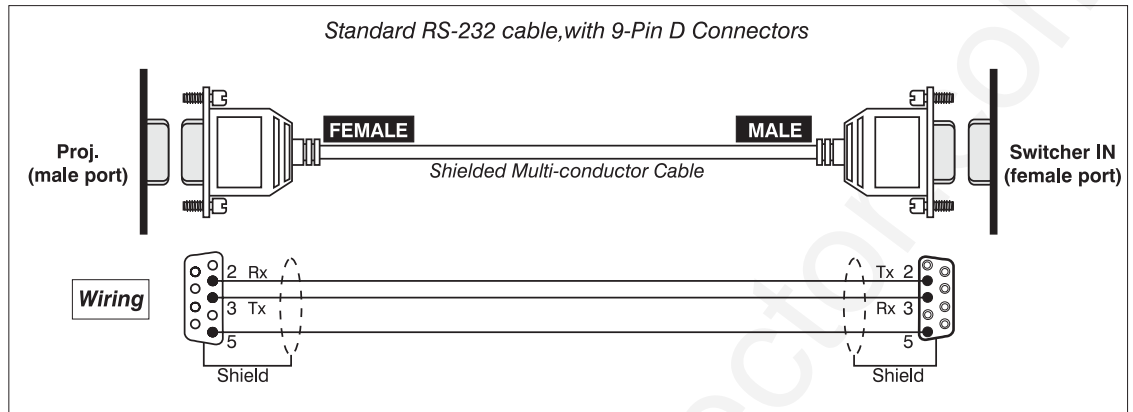 Standard RS-232 cable,with 9-Pin D Connectors
FEMALE
MALE
Proj.
(male port)
Shielded Multi-conductor Cable
Switcher IN
(female port)
Wiring
2 Rx
Tx 2
3 Tx
Rx 3
5
5
Shield
Shield